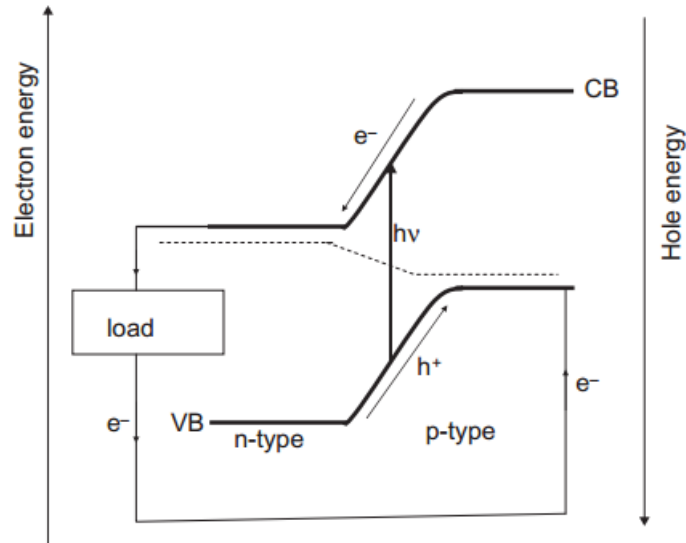 Electron energy
CB
e⁻
Hole energy
hν
load
h⁺
e⁻
e⁻
VB
n-type
p-type